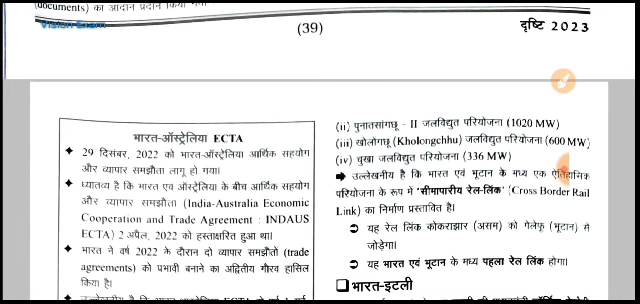 (documents) का आदान प्रदान किया गया
Vision Exam
(39)
दृष्टि 2023
भारत-ऑस्ट्रेलिया ECTA
29 दिसंबर, 2022 को भारत-ऑस्ट्रेलिया आर्थिक सहयोग
और व्यापार समझौता लागू हो गया।
ध्यातव्य है कि भारत एवं ऑस्ट्रेलिया के बीच आर्थिक सहयोग
और व्यापार समझौता (India-Australia Economic
Cooperation and Trade Agreement : INDAUS
ECTA) 2 अप्रैल, 2022 को हस्ताक्षरित हुआ था।
भारत ने वर्ष 2022 के दौरान दो व्यापार समझौतों (trade
agreements) को प्रभावी बनाने का अद्वितीय गौरव हासिल
किया है।
उल्लेखनीय है कि ECTA
(ii) पुनातसांगछू - II जलविद्युत परियोजना (1020 MW)
(iii) खोलोंगछू (Kholongchhu) जलविद्युत परियोजना (600 MW)
(iv) चुखा जलविद्युत परियोजना (336 MW)
उल्लेखनीय है कि भारत एवं भूटान के मध्य एक ऐतिहासिक
परियोजना के रूप में 'सीमापारीय रेल-लिंक' (Cross Border Rail
Link) का निर्माण प्रस्तावित है।
यह रेल लिंक कोकराझार (असम) को गेलेफू (भूटान) से
जोड़ेगा।
यह भारत एवं भूटान के मध्य पहला रेल लिंक होगा।
भारत-इटली